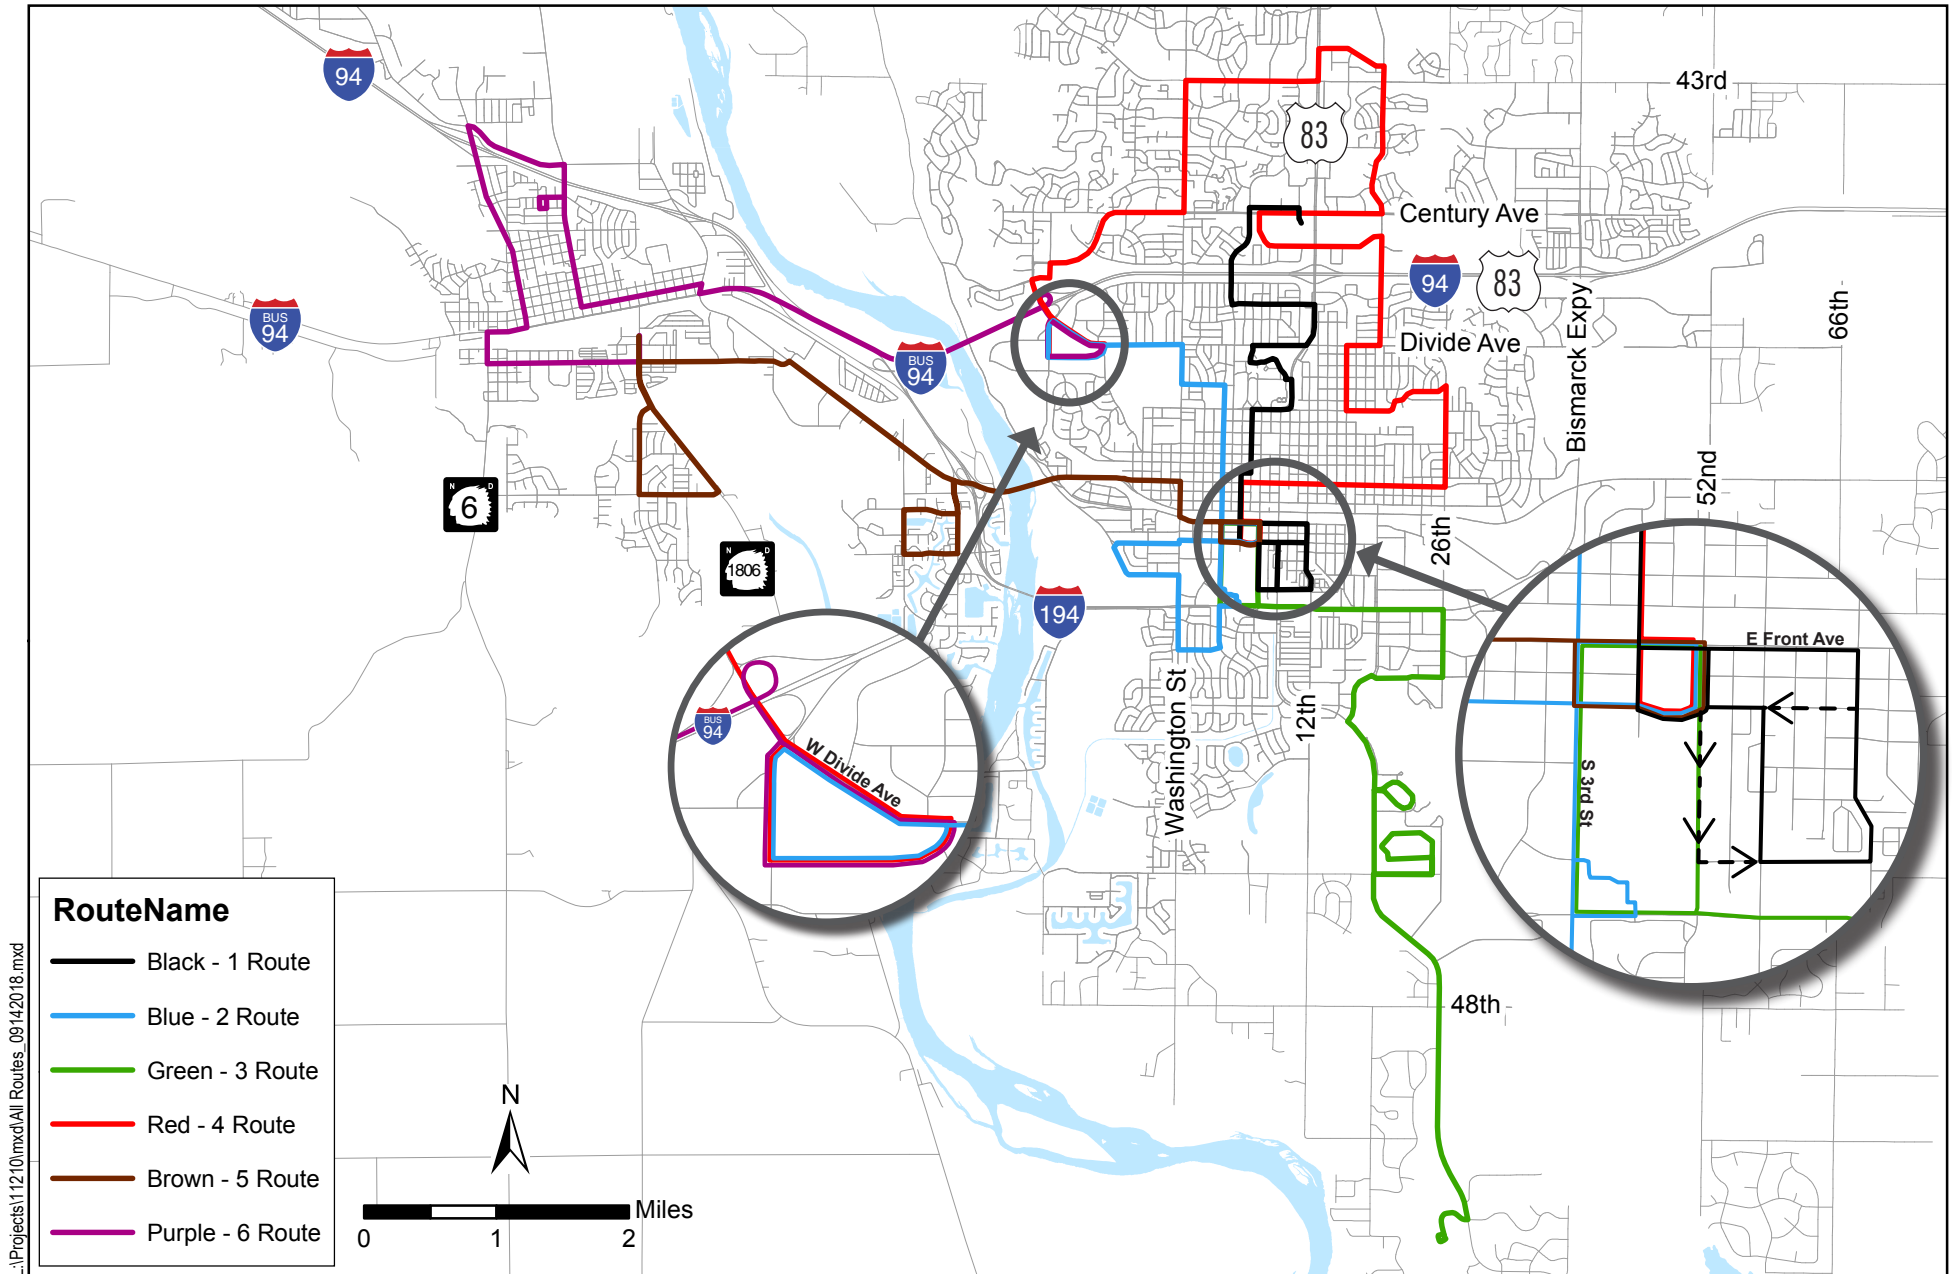 94
43rd
83
Century Ave
94
83
BUS
94
66th
Divide Ave
Bismarck Expy
BUS
94
52nd
N D
6
26th
N D
1806
194
E Front Ave
Washington St
12th
BUS
94
W Divide Ave
S 3rd St
RouteName
Black - 1 Route
Blue - 2 Route
48th
Green - 3 Route
Red - 4 Route
Brown - 5 Route
Purple - 6 Route
N
Miles
0 1 2
:\Projects\11210\mxd\All Routes_09142018.mxd